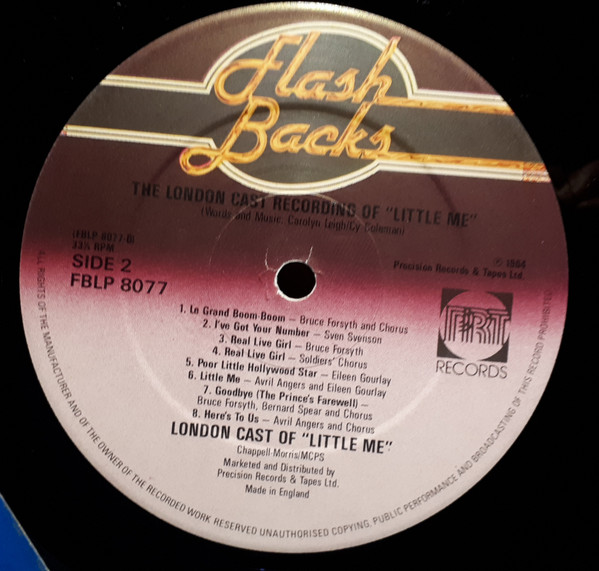 Flash
Backs
THE LONDON CAST RECORDING OF "LITTLE ME"
(Words and Music: Carolyn Leigh/Cy Coleman)
(FBLP 8077-B)
33⅓ RPM
SIDE 2
FBLP 8077
℗ 1964
Precision Records & Tapes Ltd.
PRT
RECORDS
1. Le Grand Boom-Boom – Bruce Forsyth and Chorus
2. I've Got Your Number – Sven Svenson
3. Real Live Girl – Bruce Forsyth
4. Real Live Girl – Soldiers' Chorus
5. Poor Little Hollywood Star – Eileen Gourlay
6. Little Me – Avril Angers and Eileen Gourlay
7. Goodbye (The Prince's Farewell) –
Bruce Forsyth, Bernard Spear and Chorus
8. Here's To Us – Avril Angers and Chorus
LONDON CAST OF "LITTLE ME"
Chappell-Morris/MCPS
Marketed and Distributed by
Precision Records & Tapes Ltd.
Made in England
ALL RIGHTS OF THE MANUFACTURER AND OF THE OWNER OF THE RECORDED WORK RESERVED UNAUTHORISED COPYING, PUBLIC PERFORMANCE AND BROADCASTING OF THIS RECORD PROHIBITED